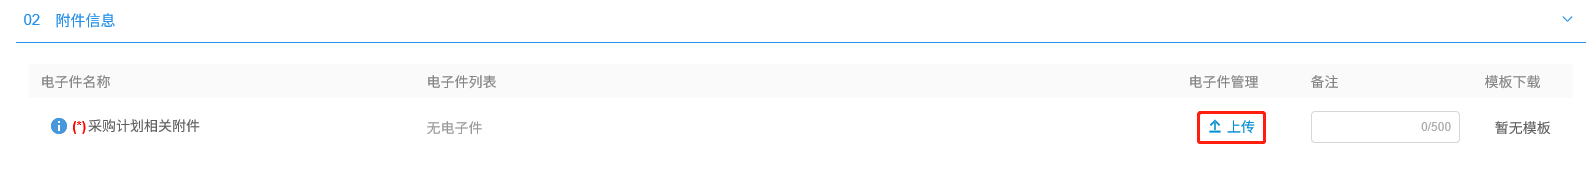 02 附件信息
电子件名称 电子件列表 电子件管理 备注 模板下载
(*)采购计划相关附件 无电子件 上传 0/500 暂无模板